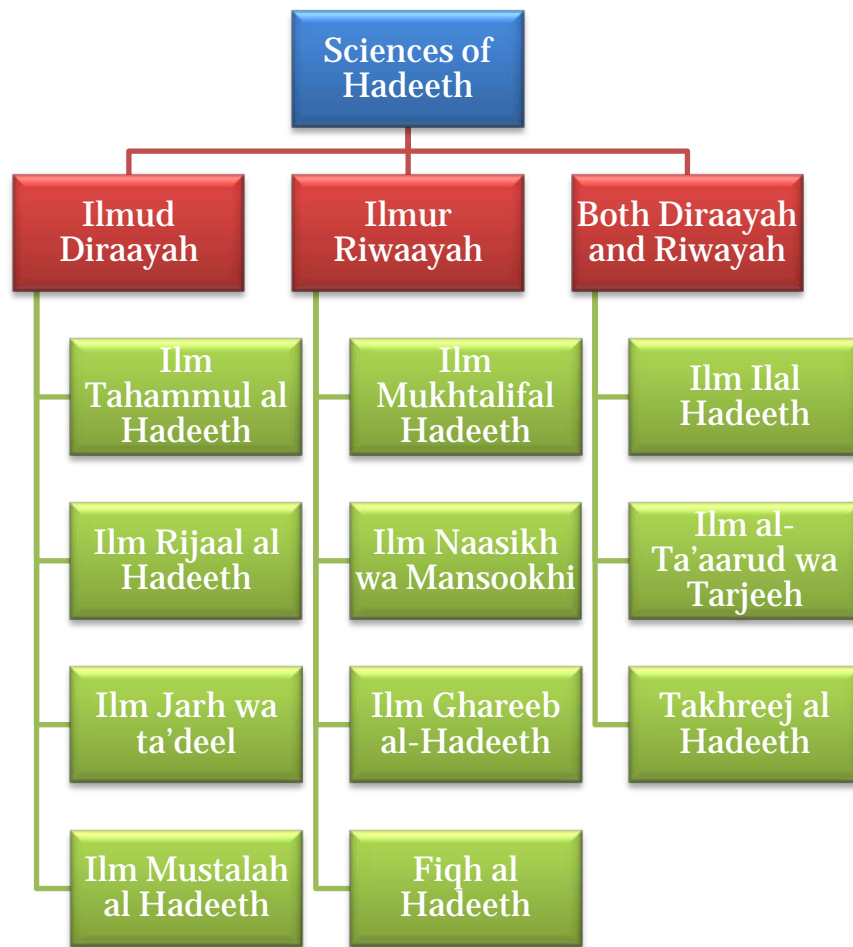 Sciences of
Hadeeth
Ilmud
Diraayah
Ilmur
Riwaayah
Both Diraayah
and Riwayah
Ilm
Tahammul al
Hadeeth
Ilm Rijaal al
Hadeeth
Ilm Jarh wa
ta’deel
Ilm Mustalah
al Hadeeth
Ilm
Mukhtalifal
Hadeeth
Ilm Naasikh
wa Mansookhi
Ilm Ghareeb
al-Hadeeth
Fiqh al
Hadeeth
Ilm Ilal
Hadeeth
Ilm al-
Ta’aarud wa
Tarjeeh
Takhreej al
Hadeeth